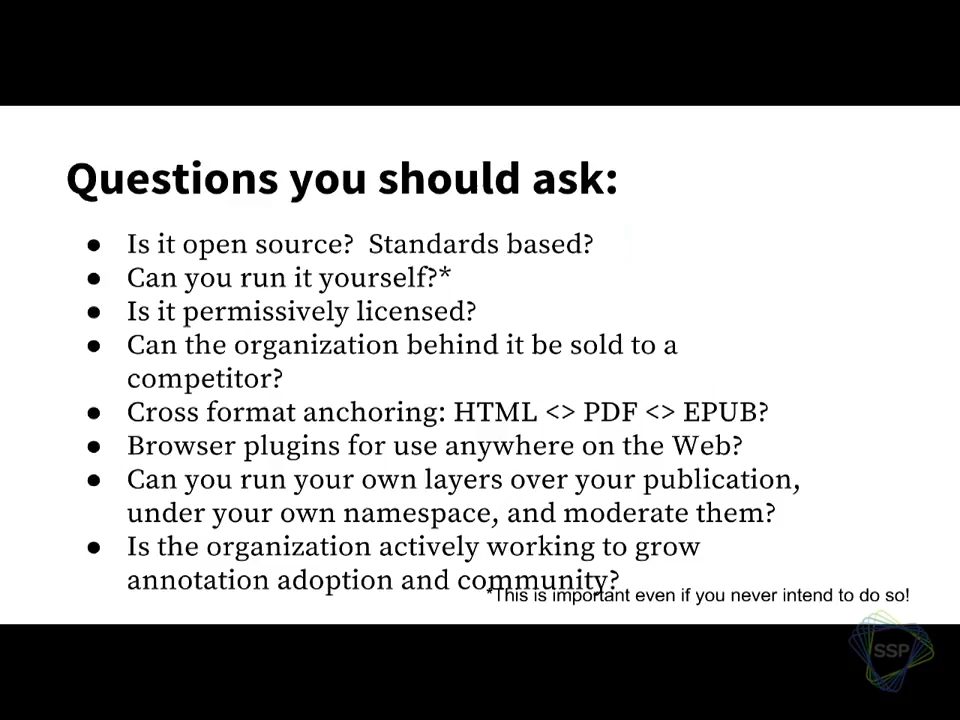 Questions you should ask:
● Is it open source?  Standards based?
● Can you run it yourself?*
● Is it permissively licensed?
● Can the organization behind it be sold to a
competitor?
● Cross format anchoring: HTML <> PDF <> EPUB?
● Browser plugins for use anywhere on the Web?
● Can you run your own layers over your publication,
under your own namespace, and moderate them?
● Is the organization actively working to grow
annotation adoption and community?
*This is important even if you never intend to do so!
SSP